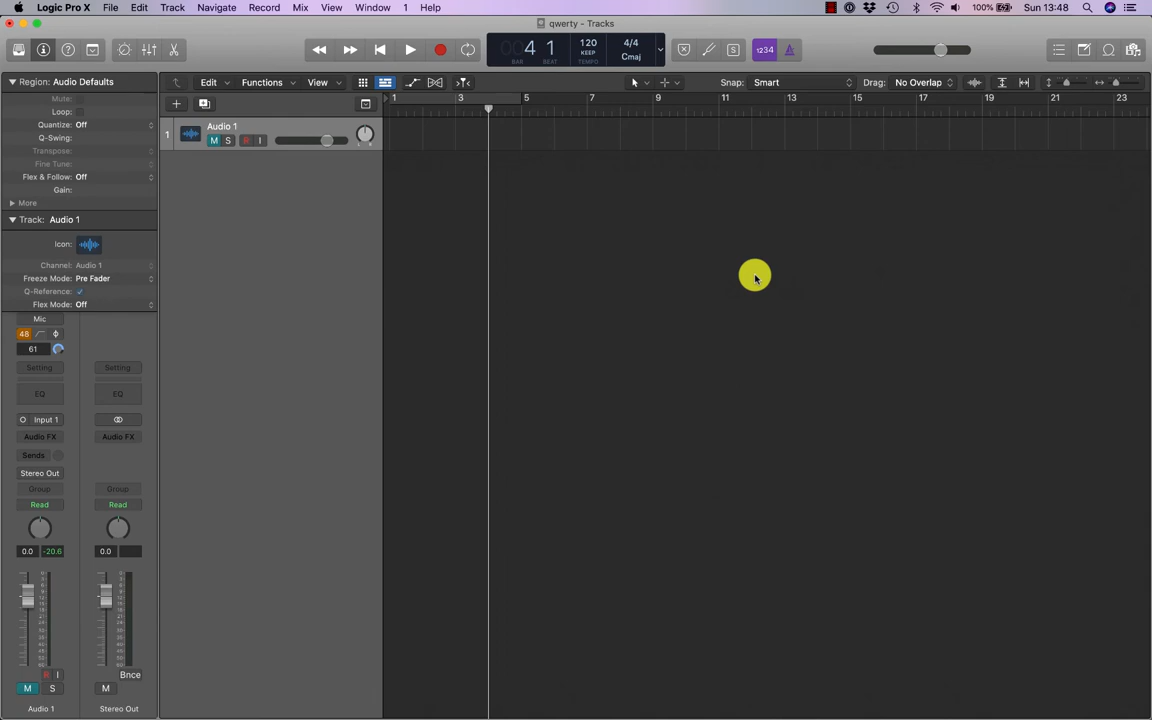 Logic Pro X File Edit Track Navigate Record Mix View Window 1 Help 100% Sun 13:48
qwerty - Tracks
004 1 120 4/4
KEEP Cmaj
BAR BEAT TEMPO
1234
S
Region: Audio Defaults
Edit Functions View Snap: Smart Drag: No Overlap
Mute:
Loop:
Quantize: Off
Q-Swing:
Transpose:
Fine Tune:
Flex & Follow: Off
Gain:
More
1 3 5 7 9 11 13 15 17 19 21 23
1 Audio 1
M S R I
Track: Audio 1
Icon:
Channel: Audio 1
Freeze Mode: Pre Fader
Q-Reference:
Flex Mode: Off
Mic
48
61
Setting Setting
EQ EQ
Input 1
Audio FX Audio FX
Sends
Stereo Out
Group Group
Read Read
0.0 -20.6 0.0
R I Bnce
M S M
Audio 1 Stereo Out